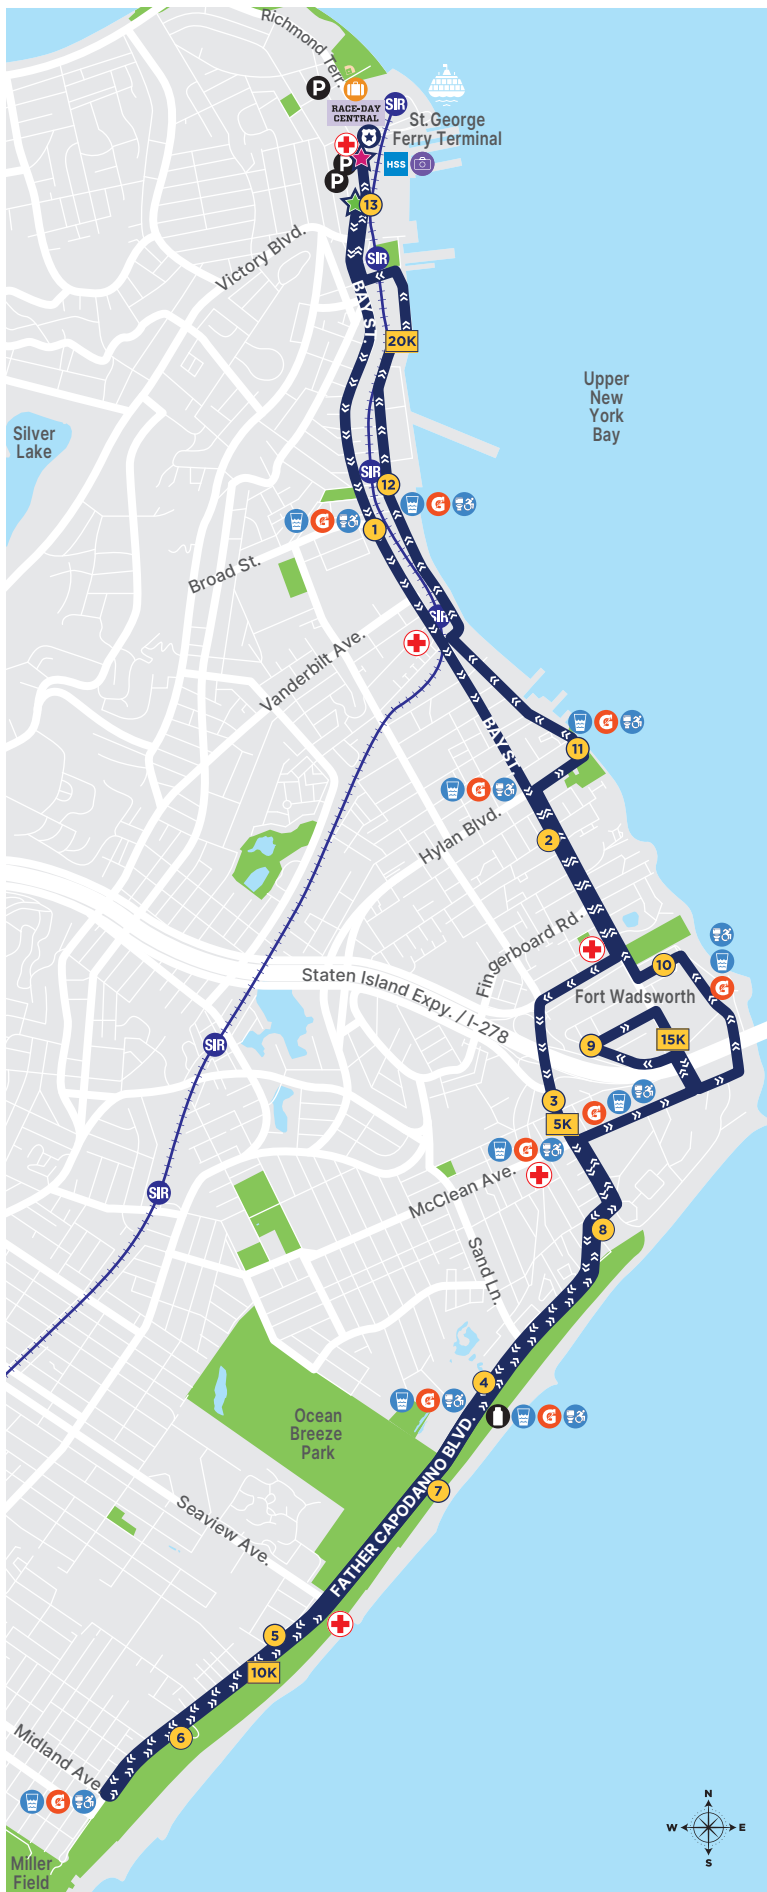 Richmond Terr.
P
RACE-DAY
CENTRAL
SIR
St.George
Ferry Terminal
P
HSS
P
13
Victory Blvd.
SIR
BAY ST.
20K
Upper
New
York
Bay
Silver
Lake
SIR
12
G
G
1
Broad St.
SIR
Vanderbilt Ave.
G
BAY ST.
11
G
Hylan Blvd.
2
Fingerboard Rd.
10
Staten Island Expy. / I-278
Fort Wadsworth
G
9
15K
SIR
3
5K
G
G
McClean Ave.
SIR
8
Sand Ln.
4
G
G
Ocean
Breeze
Park
FATHER CAPODANNO BLVD.
7
Seaview Ave.
5
10K
6
Midland Ave.
G
N
W
E
S
Miller
Field